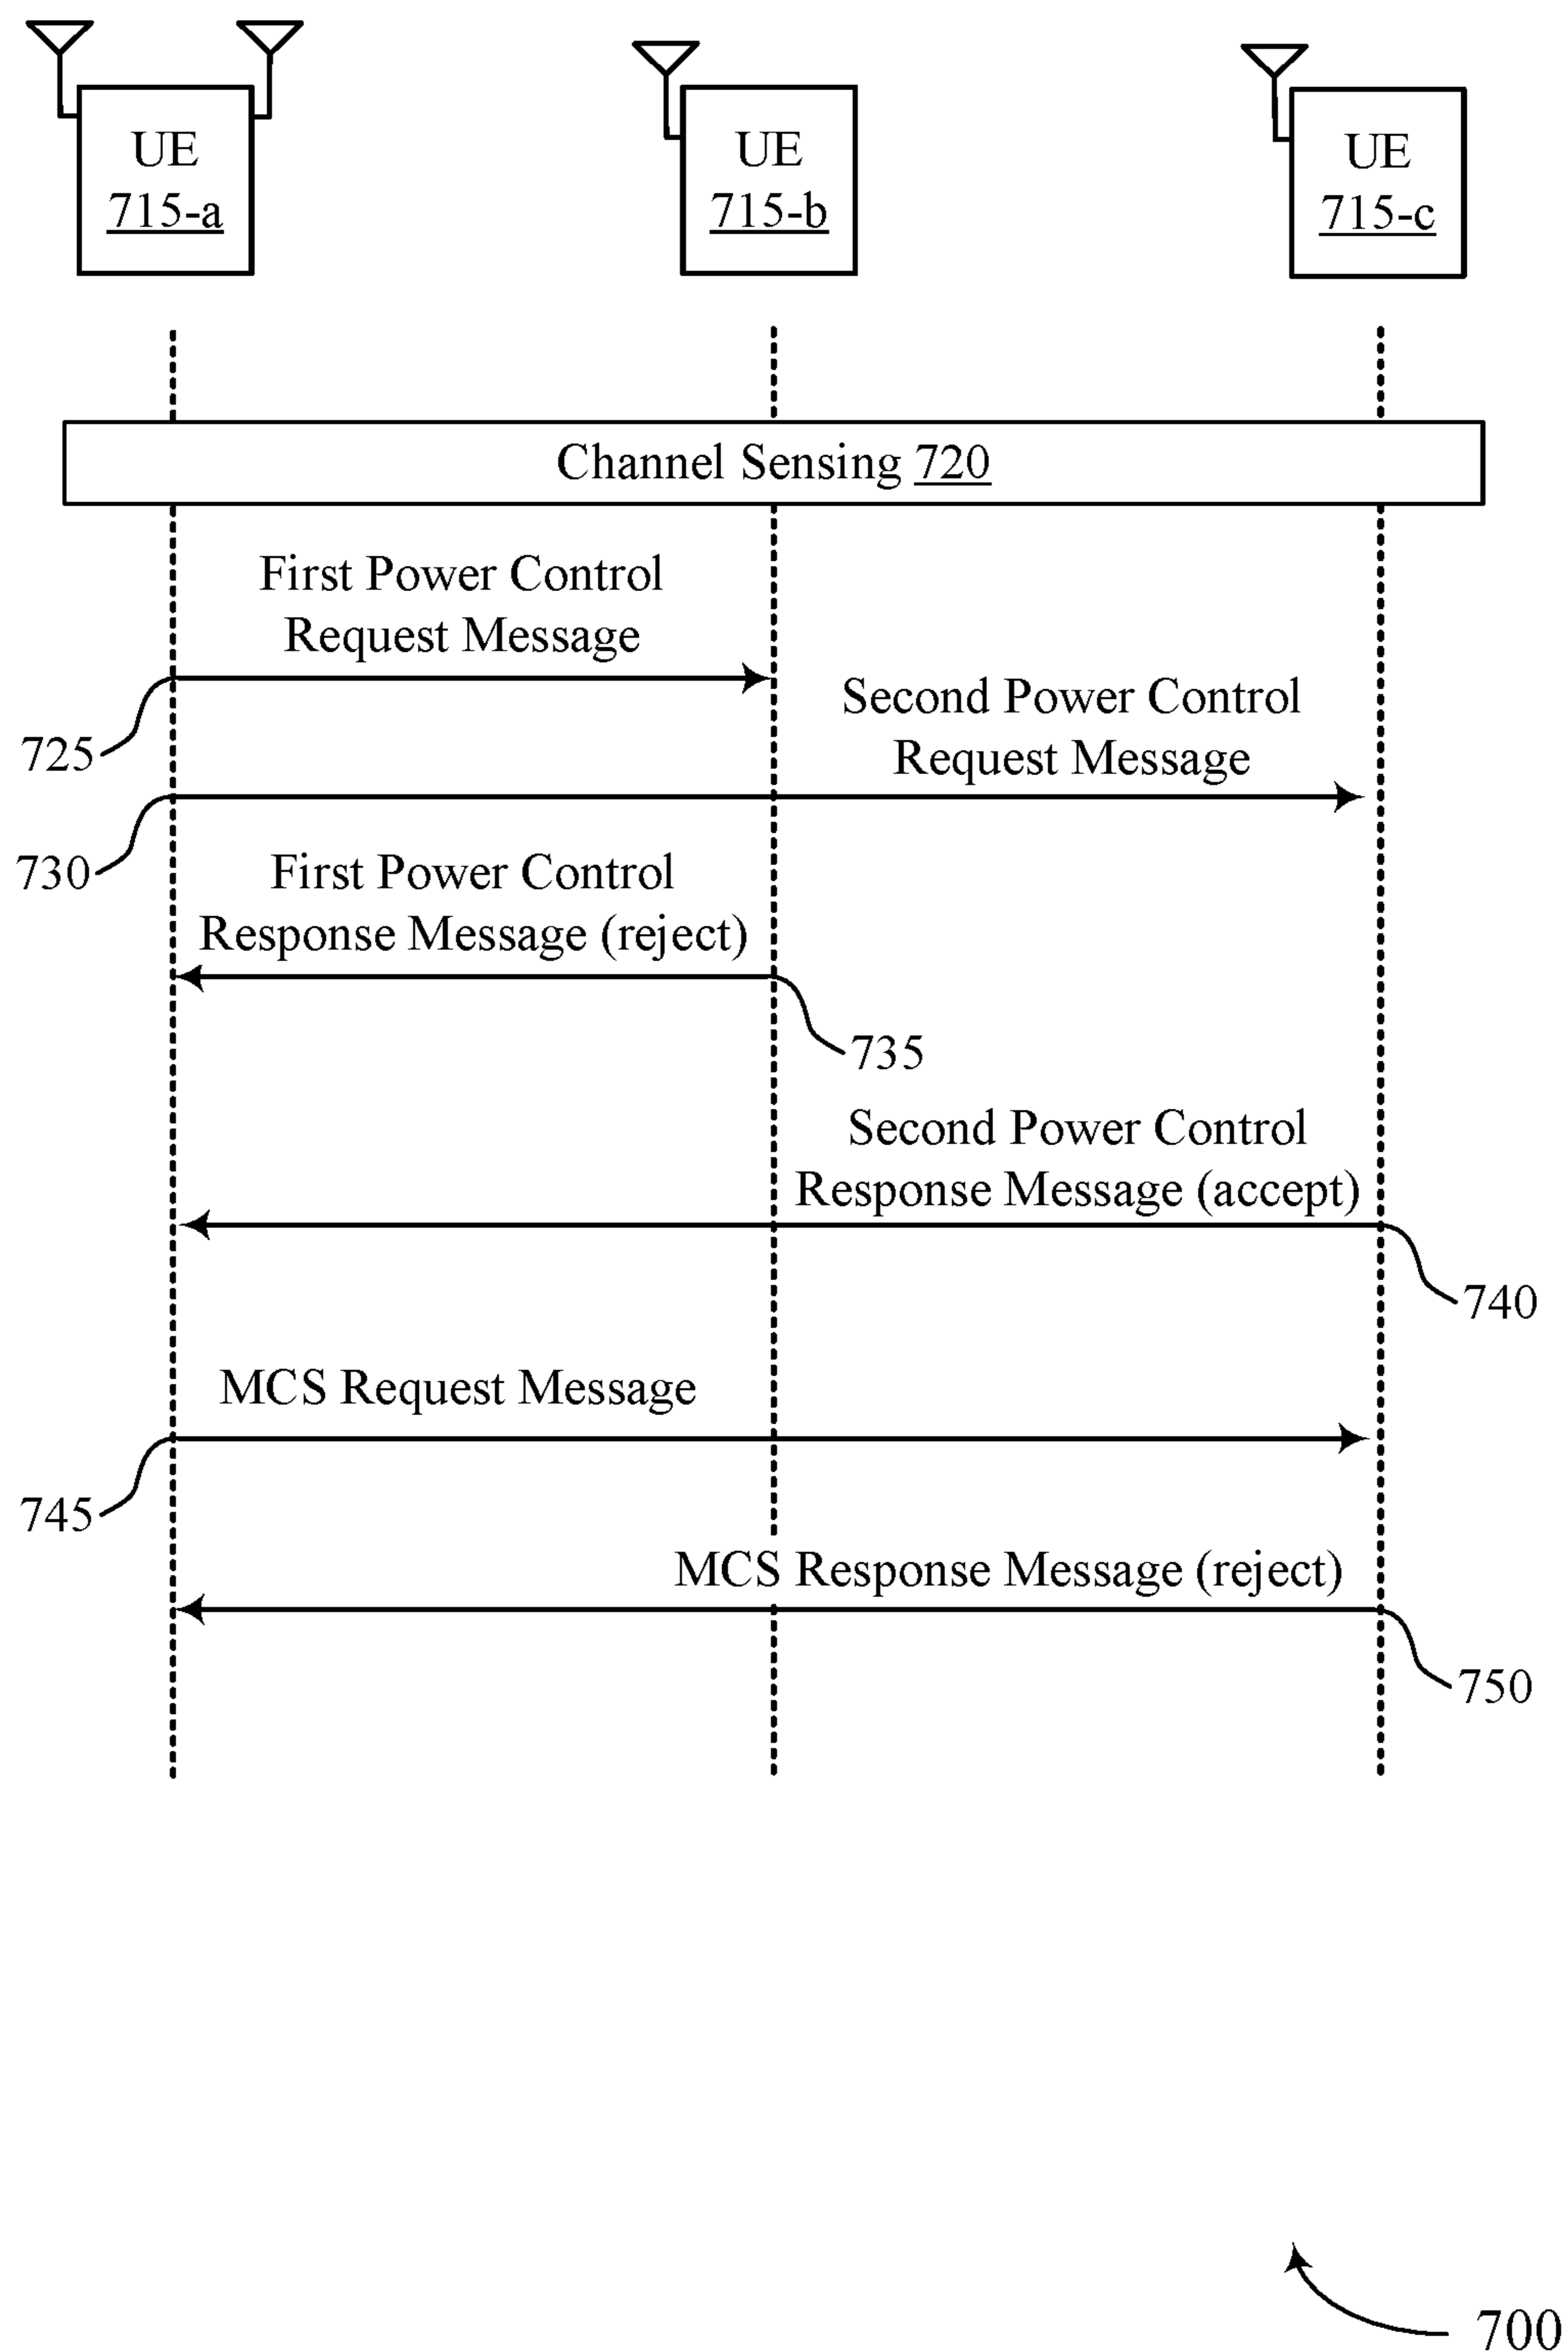 UE
715-a
UE
715-b
UE
715-c
Channel Sensing 720
First Power Control
Request Message
725
Second Power Control
Request Message
730
First Power Control
Response Message (reject)
735
Second Power Control
Response Message (accept)
740
MCS Request Message
745
MCS Response Message (reject)
750
700